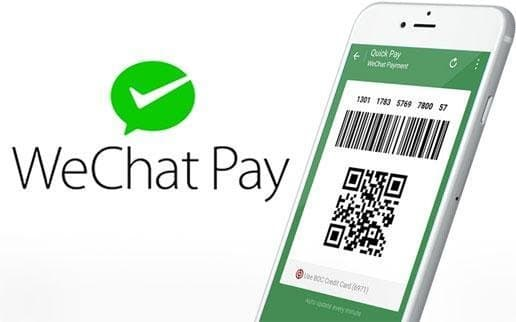 WeChat Pay
Quick Pay
WeChat Payment
1301 1783 5769 7800 57
Use BOC Credit Card (6971)
Auto update every minute